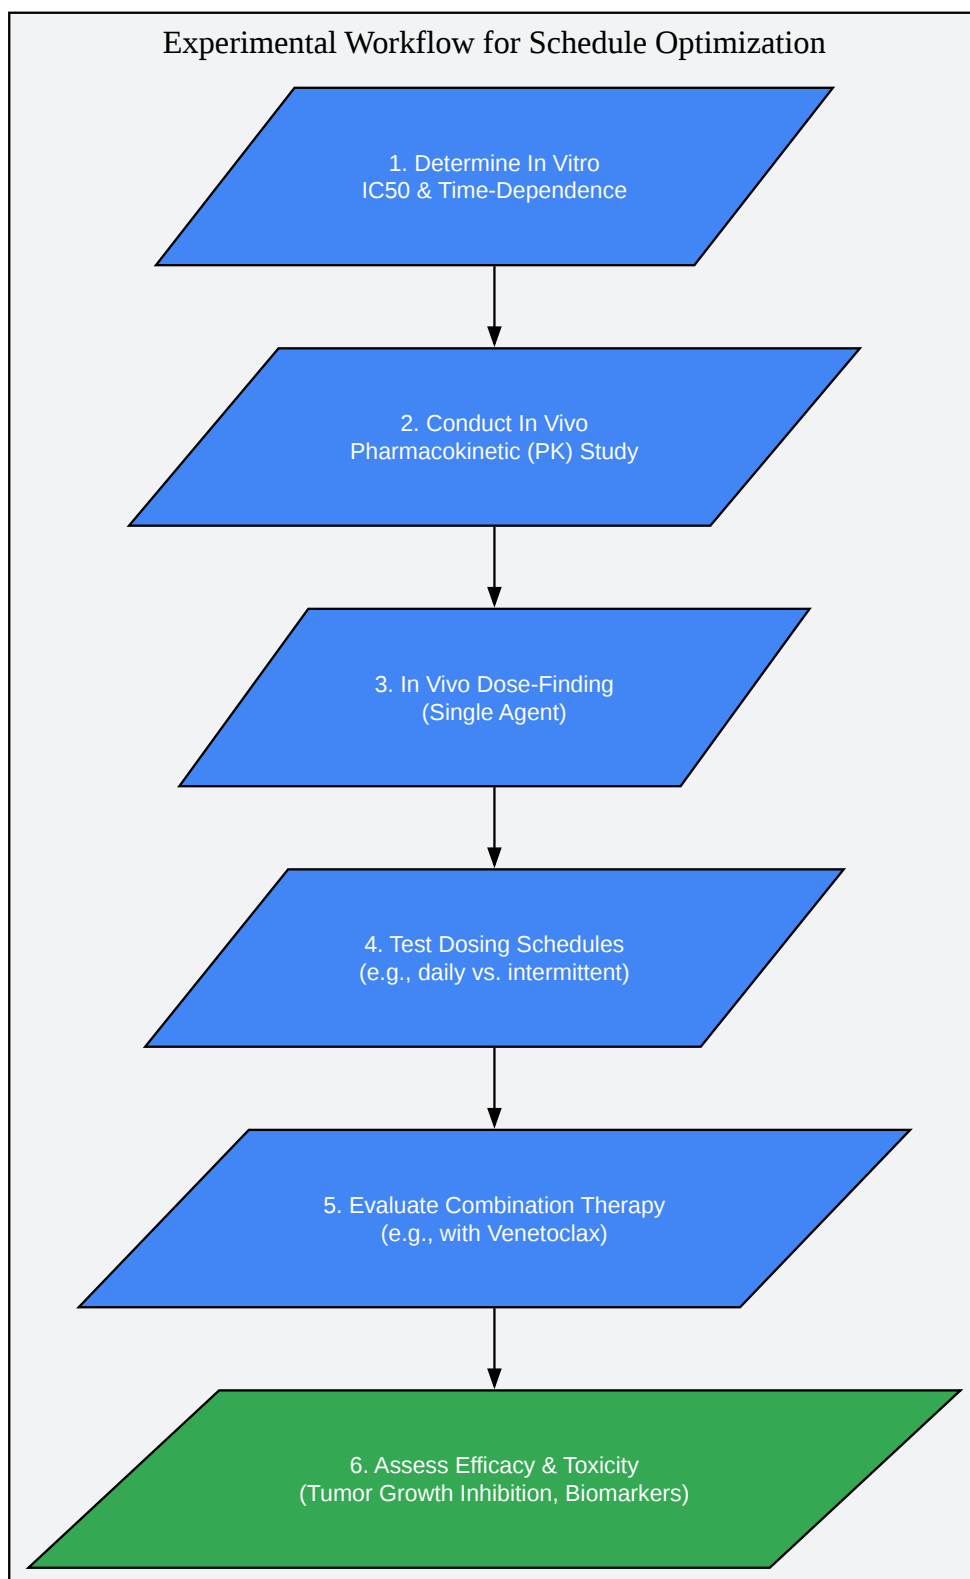 Experimental Workflow for Schedule Optimization
1. Determine In Vitro
IC50 & Time-Dependence
2. Conduct In Vivo
Pharmacokinetic (PK) Study
3. In Vivo Dose-Finding
(Single Agent)
4. Test Dosing Schedules
(e.g., daily vs. intermittent)
5. Evaluate Combination Therapy
(e.g., with Venetoclax)
6. Assess Efficacy & Toxicity
(Tumor Growth Inhibition, Biomarkers)